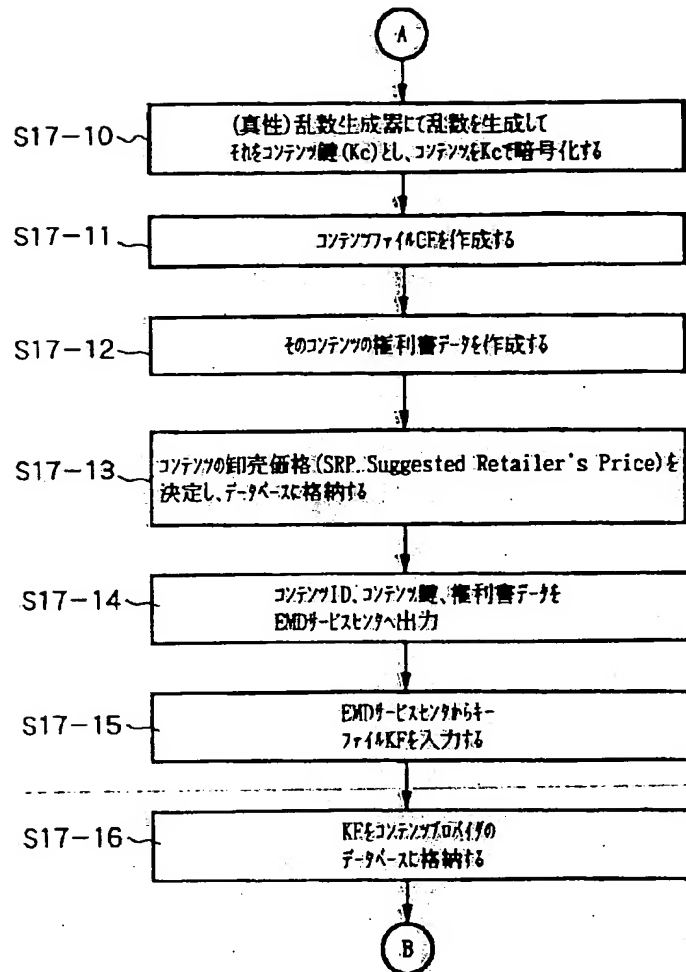 A
S17-10
(真性)乱数生成器にて乱数を生成して
それをコンテンツ鍵(Kc)とし、コンテンツをKcで暗号化する
S17-11
コンテンツファイルCFを作成する
S17-12
そのコンテンツの権利書データを作成する
S17-13
コンテンツの卸売価格(SRP..Suggested Retailer's Price)を
決定し、データベースに格納する
S17-14
コンテンツID、コンテンツ鍵、権利書データを
EMDサービスセンタへ出力
S17-15
EMDサービスセンタからキー
ファイルKFを入力する
S17-16
KFをコンテンツプロバイダの
データベースに格納する
B